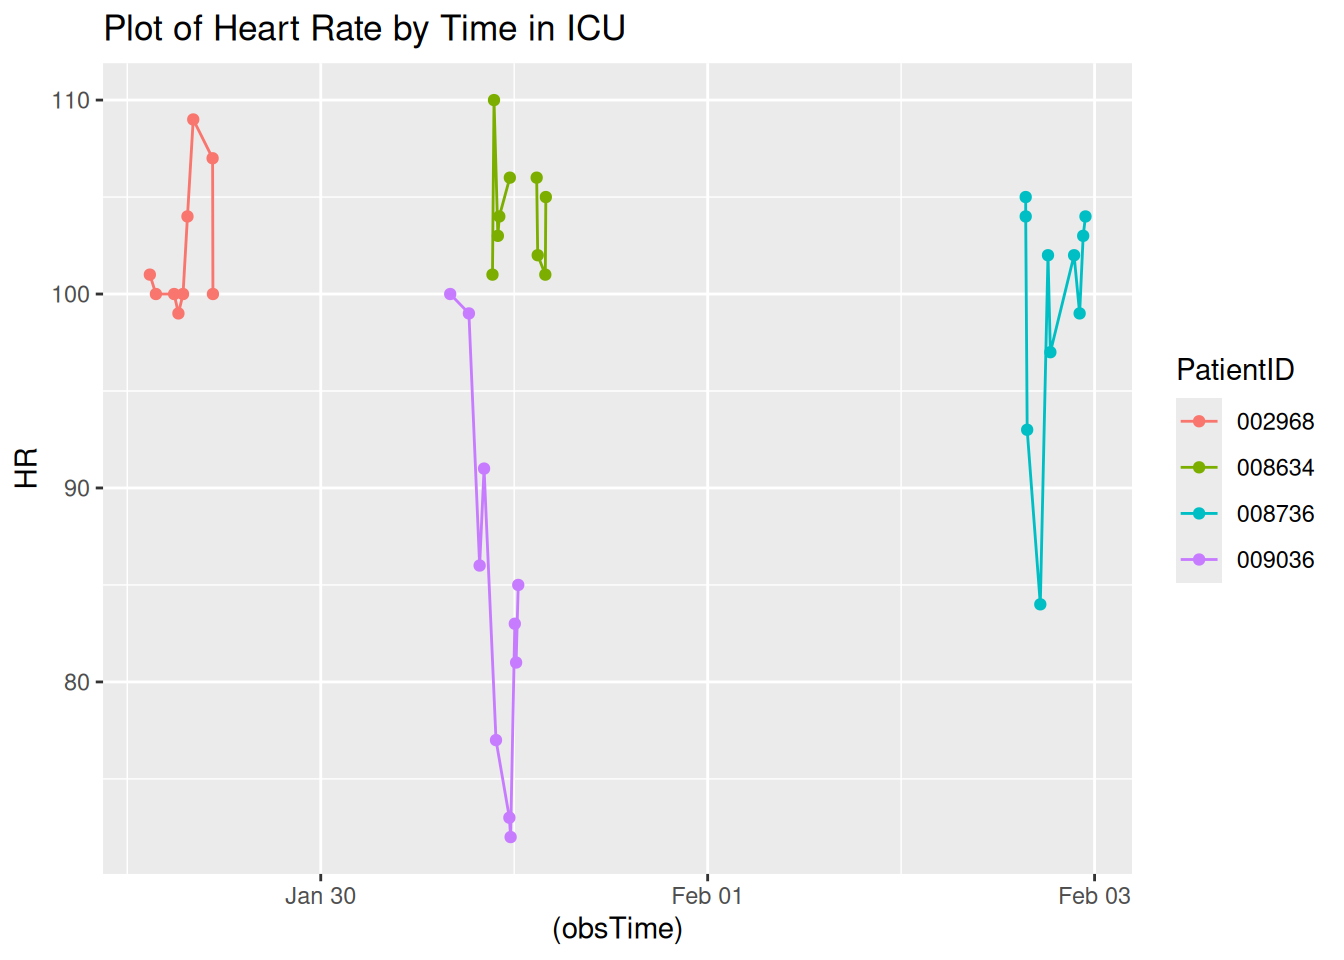 Plot of Heart Rate by Time in ICU
110
100
90
80
HR
Jan 30
Feb 01
Feb 03
(obsTime)
PatientID
002968
008634
008736
009036